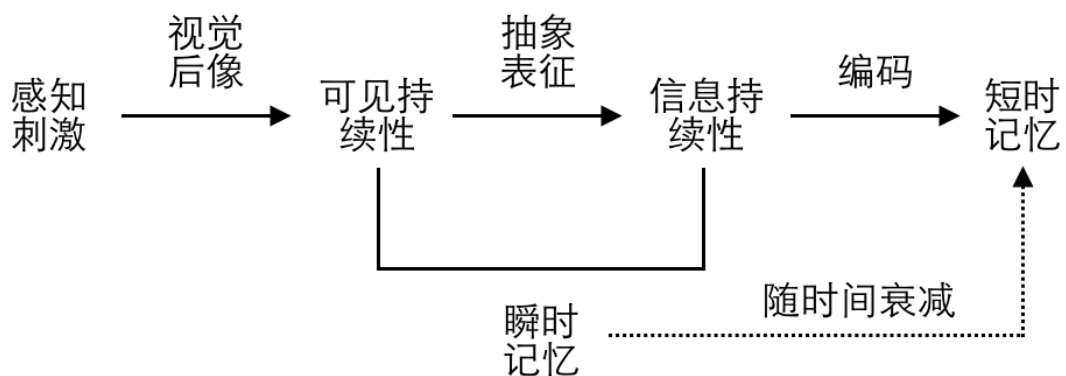 视觉
后像
抽象
表征
编码
感知
刺激
可见持
续性
信息持
续性
短时
记忆
随时间衰减
瞬时
记忆